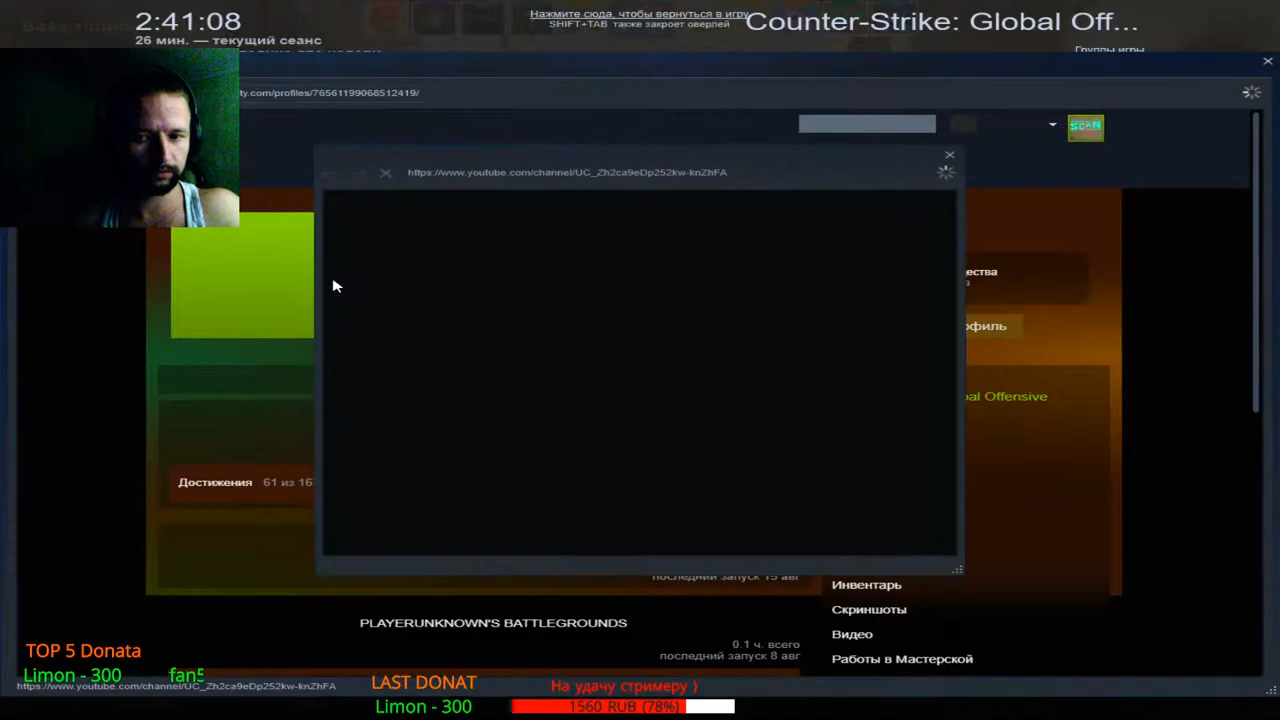 2:41:08
26 мин. — текущий сеанс
Нажмите сюда, чтобы вернуться в игру
SHIFT+TAB также закроет оверлей
Counter-Strike: Global Off...
Группы игры
ty.com/profiles/76561199068512419/
SCAM
https://www.youtube.com/channel/UC_Zh2ca9eDp252kw-knZhFA
ества
офиль
bal Offensive
Достижения 61 из 16
последний запуск 15 авг
Инвентарь
Скриншоты
Видео
Работы в Мастерской
PLAYERUNKNOWN'S BATTLEGROUNDS
0.1 ч. всего
последний запуск 8 авг
TOP 5 Donata
Limon - 300 fan5
https://www.youtube.com/channel/UC_Zh2ca9eDp252kw-knZhFA
LAST DONAT
Limon - 300
На удачу стримеру )
1560 RUB (78%)